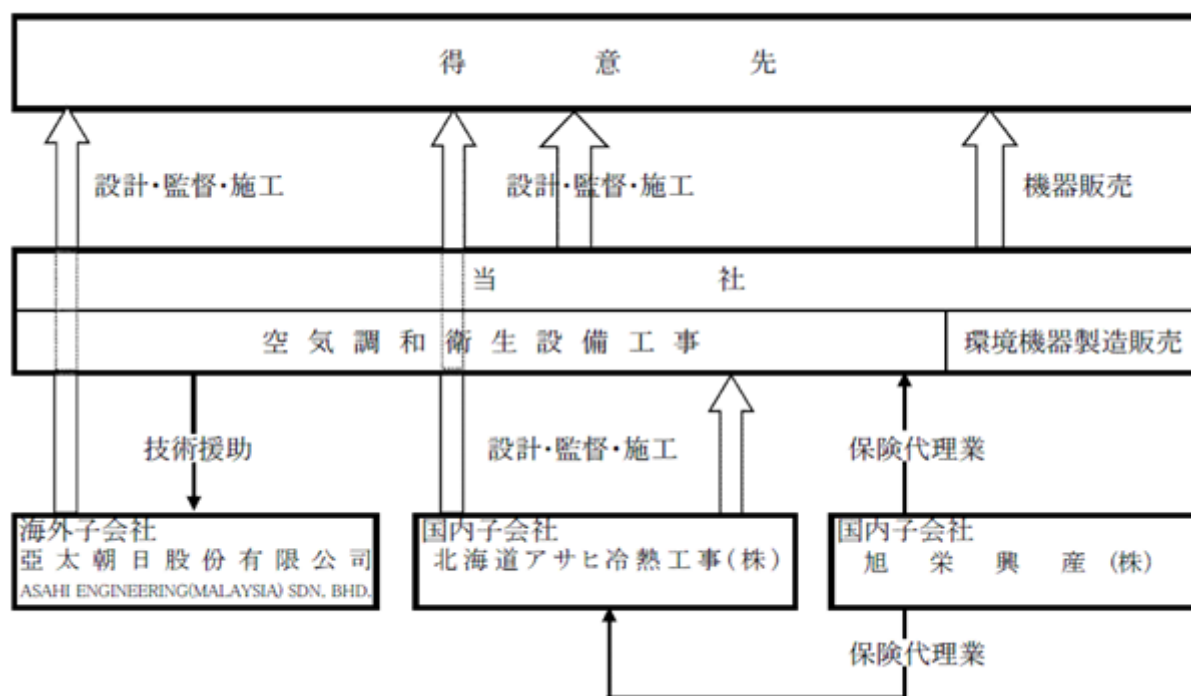 得意先
設計・監督・施工
設計・監督・施工
機器販売
当社
空気調和衛生設備工事
環境機器製造販売
技術援助
設計・監督・施工
保険代理業
海外子会社
亞太朝日股份有限公司
ASAHI ENGINEERING(MALAYSIA) SDN. BHD.
国内子会社
北海道アサヒ冷熱工事(株)
国内子会社
旭栄興産(株)
保険代理業